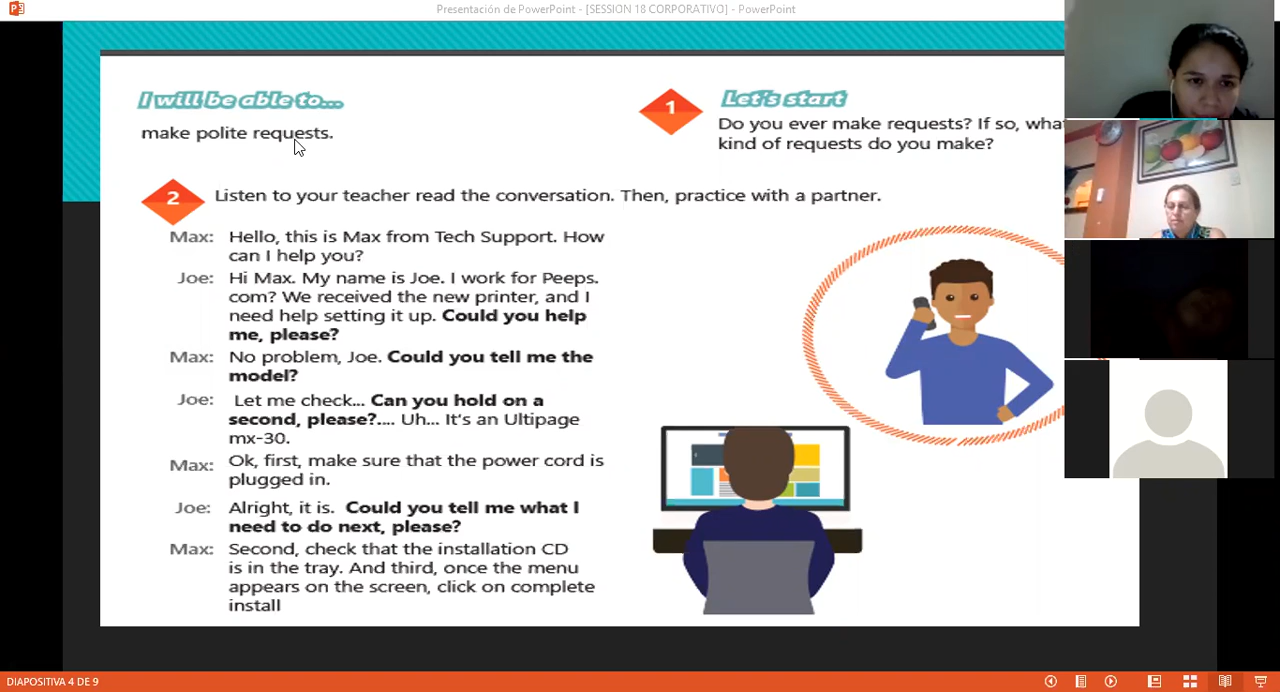 Presentación de PowerPoint - [SESSION 18 CORPORATIVO] - PowerPoint
I will be able to...
make polite requests.
1
Let's start
Do you ever make requests? If so, what
kind of requests do you make?
2
Listen to your teacher read the conversation. Then, practice with a partner.
Max: Hello, this is Max from Tech Support. How
can I help you?
Joe: Hi Max. My name is Joe. I work for Peeps.
com? We received the new printer, and I
need help setting it up. Could you help
me, please?
Max: No problem, Joe. Could you tell me the
model?
Joe: Let me check... Can you hold on a
second, please?.... Uh... It's an Ultipage
mx-30.
Max: Ok, first, make sure that the power cord is
plugged in.
Joe: Alright, it is. Could you tell me what I
need to do next, please?
Max: Second, check that the installation CD
is in the tray. And third, once the menu
appears on the screen, click on complete
install
DIAPOSITIVA 4 DE 9